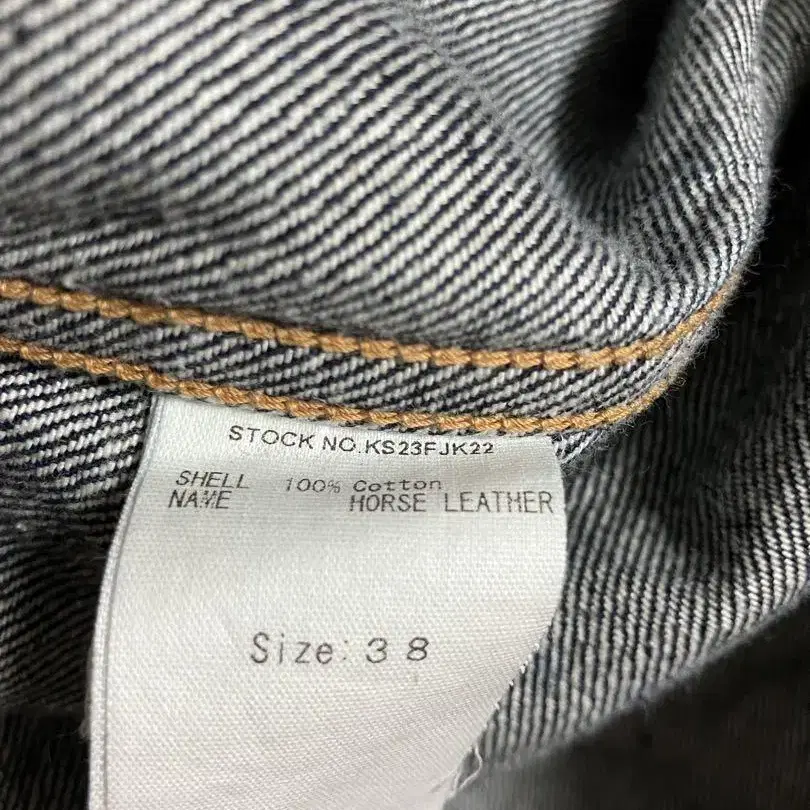 STOCK NO.KS23FJK22
SHELL 100% Cotton
NAME HORSE LEATHER
Size: 38